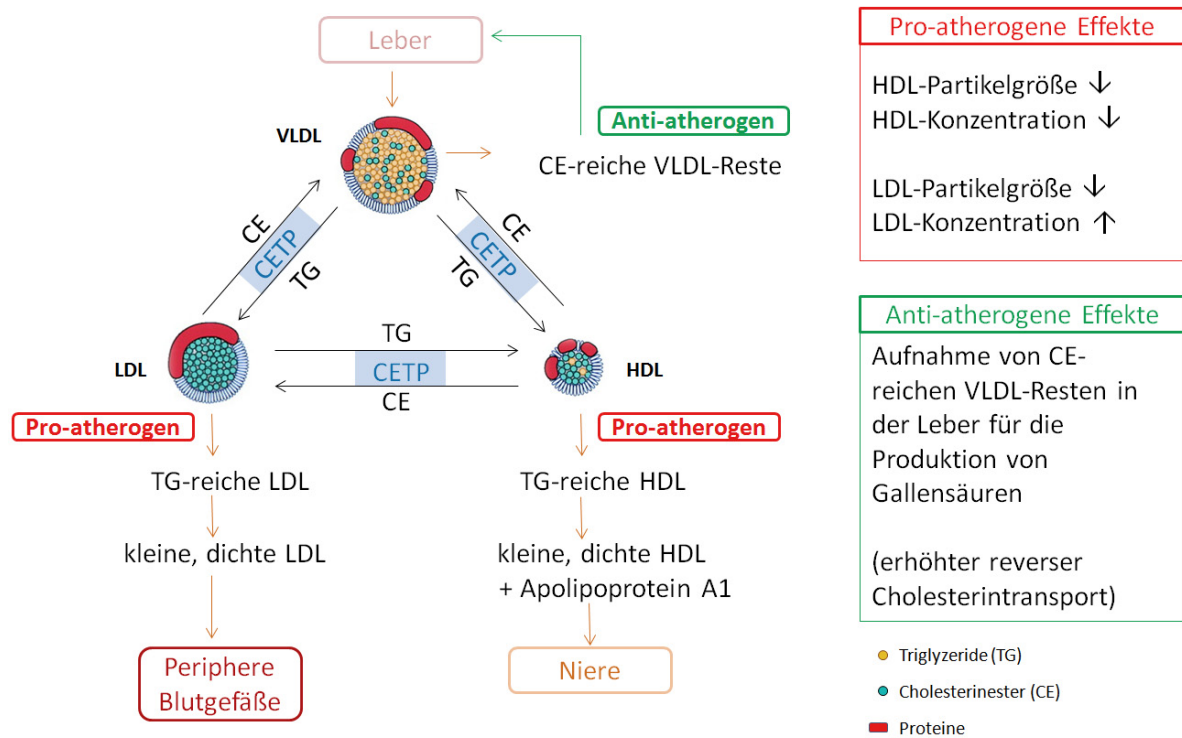 Leber
VLDL
Anti-atherogen
CE-reiche VLDL-Reste
CE
CETP
TG
CE
CETP
TG
LDL
TG
CETP
CE
HDL
Pro-atherogen
Pro-atherogen
TG-reiche LDL
TG-reiche HDL
kleine, dichte LDL
kleine, dichte HDL
+ Apolipoprotein A1
Periphere
Blutgefäße
Niere
Pro-atherogene Effekte
HDL-Partikelgröße ↓
HDL-Konzentration ↓
LDL-Partikelgröße ↓
LDL-Konzentration ↑
Anti-atherogene Effekte
Aufnahme von CE-
reichen VLDL-Resten in
der Leber für die
Produktion von
Gallensäuren
(erhöhter reverser
Cholesterintransport)
Triglyzeride (TG)
Cholesterinester (CE)
Proteine